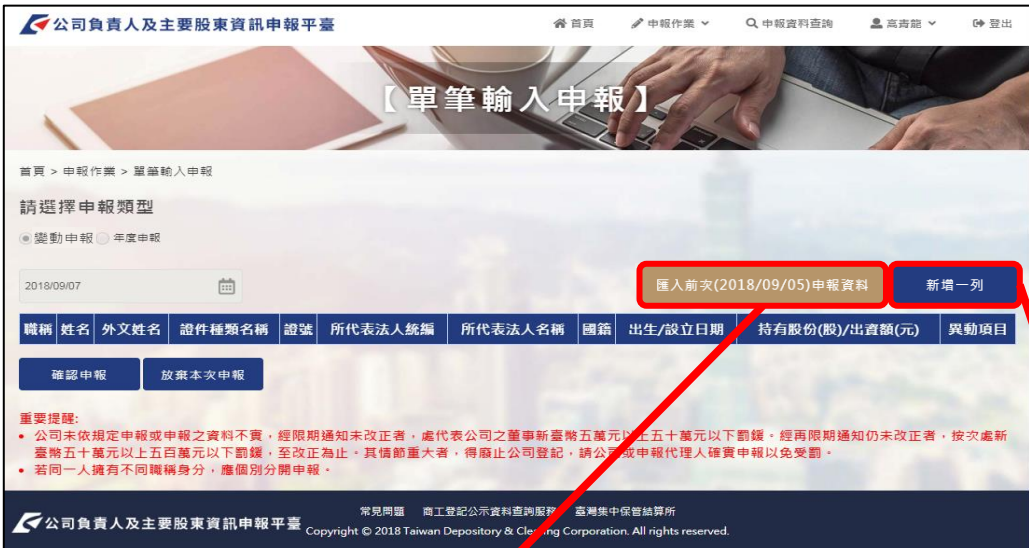 公司負責人及主要股東資訊申報平臺 首頁 申報作業 申報資料查詢 高青龍 登出
【單筆輸入申報】
首頁 > 申報作業 > 單筆輸入申報
請選擇申報類型
變動申報 年度申報
2018/09/07 匯入前次(2018/09/05)申報資料 新增一列
職稱 姓名 外文姓名 證件種類名稱 證號 所代表法人統編 所代表法人名稱 國籍 出生/設立日期 持有股份(股)/出資額(元) 異動項目
確認申報 放棄本次申報
重要提醒:
• 公司未依規定申報或申報之資料不實，經限期通知未改正者，處代表公司之董事新臺幣五萬元以上五十萬元以下罰鍰。經再限期通知仍未改正者，按次處新
臺幣五十萬元以上五百萬元以下罰鍰，至改正為止。其情節重大者，得廢止公司登記，請公司或申報代理人確實申報以免受罰。
• 若同一人擁有不同職稱身分，應個別分開申報。
常見問題 商工登記公示資料查詢服務 臺灣集中保管結算所
公司負責人及主要股東資訊申報平臺 Copyright © 2018 Taiwan Depository & Clearing Corporation. All rights reserved.